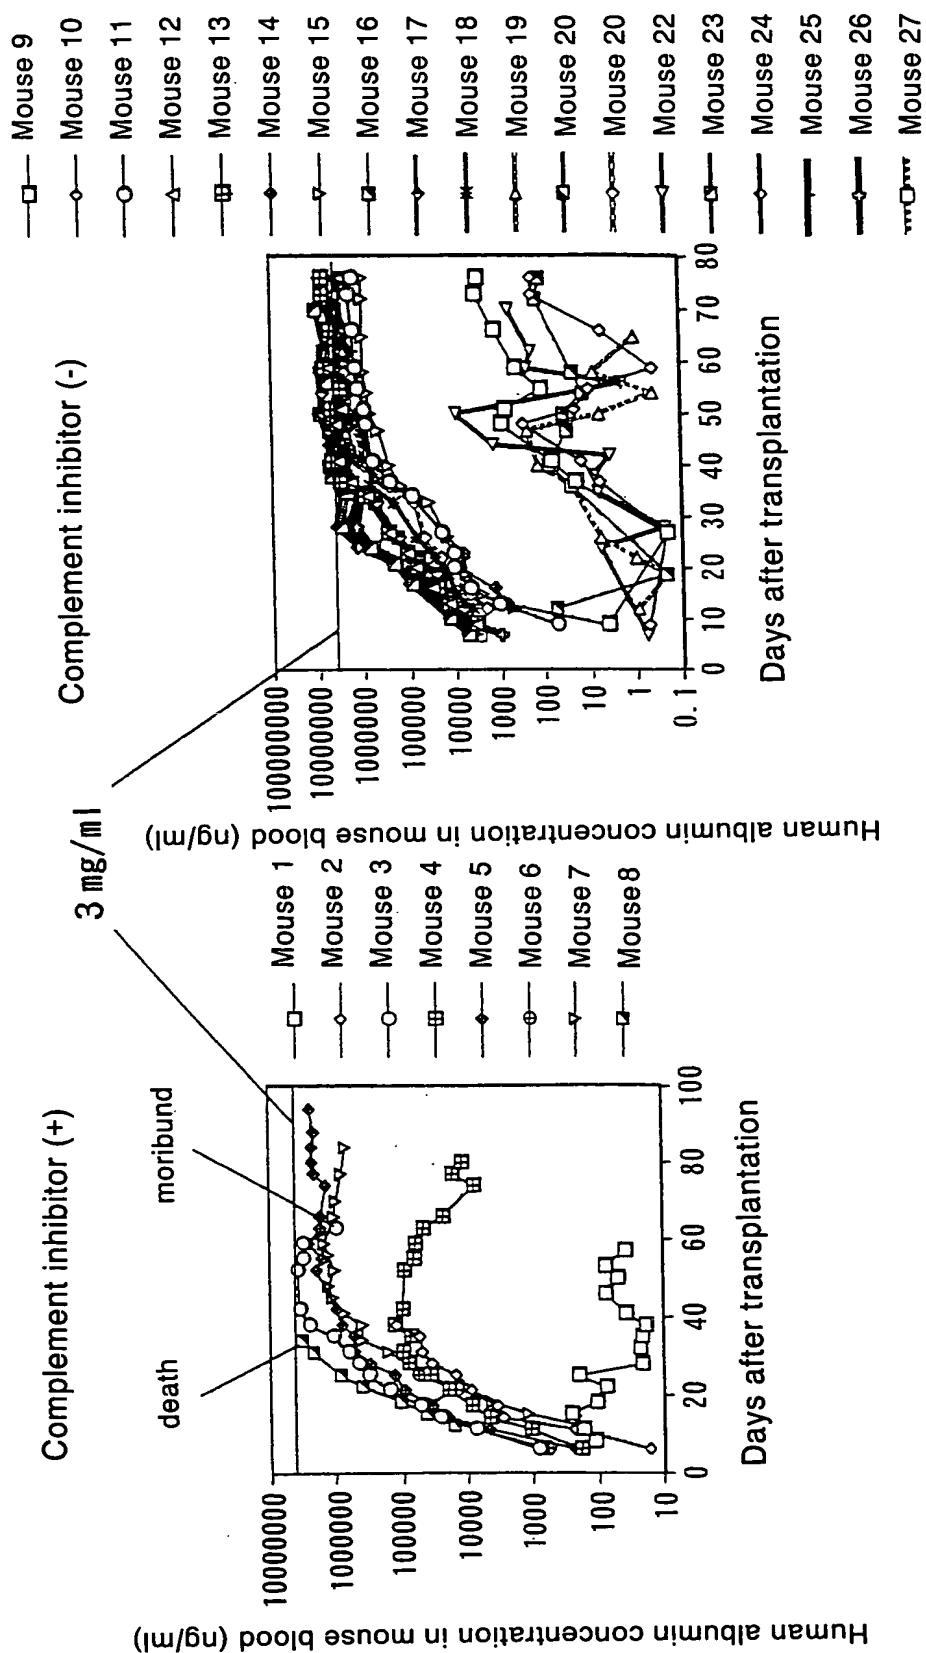 Complement inhibitor (+)
Human albumin concentration in mouse blood (ng/ml)
10000000
1000000
100000
10000
1000
100
10
0
20
40
60
80
100
Days after transplantation
death
moribund
Mouse 1
Mouse 2
Mouse 3
Mouse 4
Mouse 5
Mouse 6
Mouse 7
Mouse 8
3 mg/ml
Complement inhibitor (-)
Human albumin concentration in mouse blood (ng/ml)
100000000
10000000
1000000
100000
10000
1000
100
10
1
0.1
0
10
20
30
40
50
60
70
80
Days after transplantation
Mouse 9
Mouse 10
Mouse 11
Mouse 12
Mouse 13
Mouse 14
Mouse 15
Mouse 16
Mouse 17
Mouse 18
Mouse 19
Mouse 20
Mouse 20
Mouse 22
Mouse 23
Mouse 24
Mouse 25
Mouse 26
Mouse 27